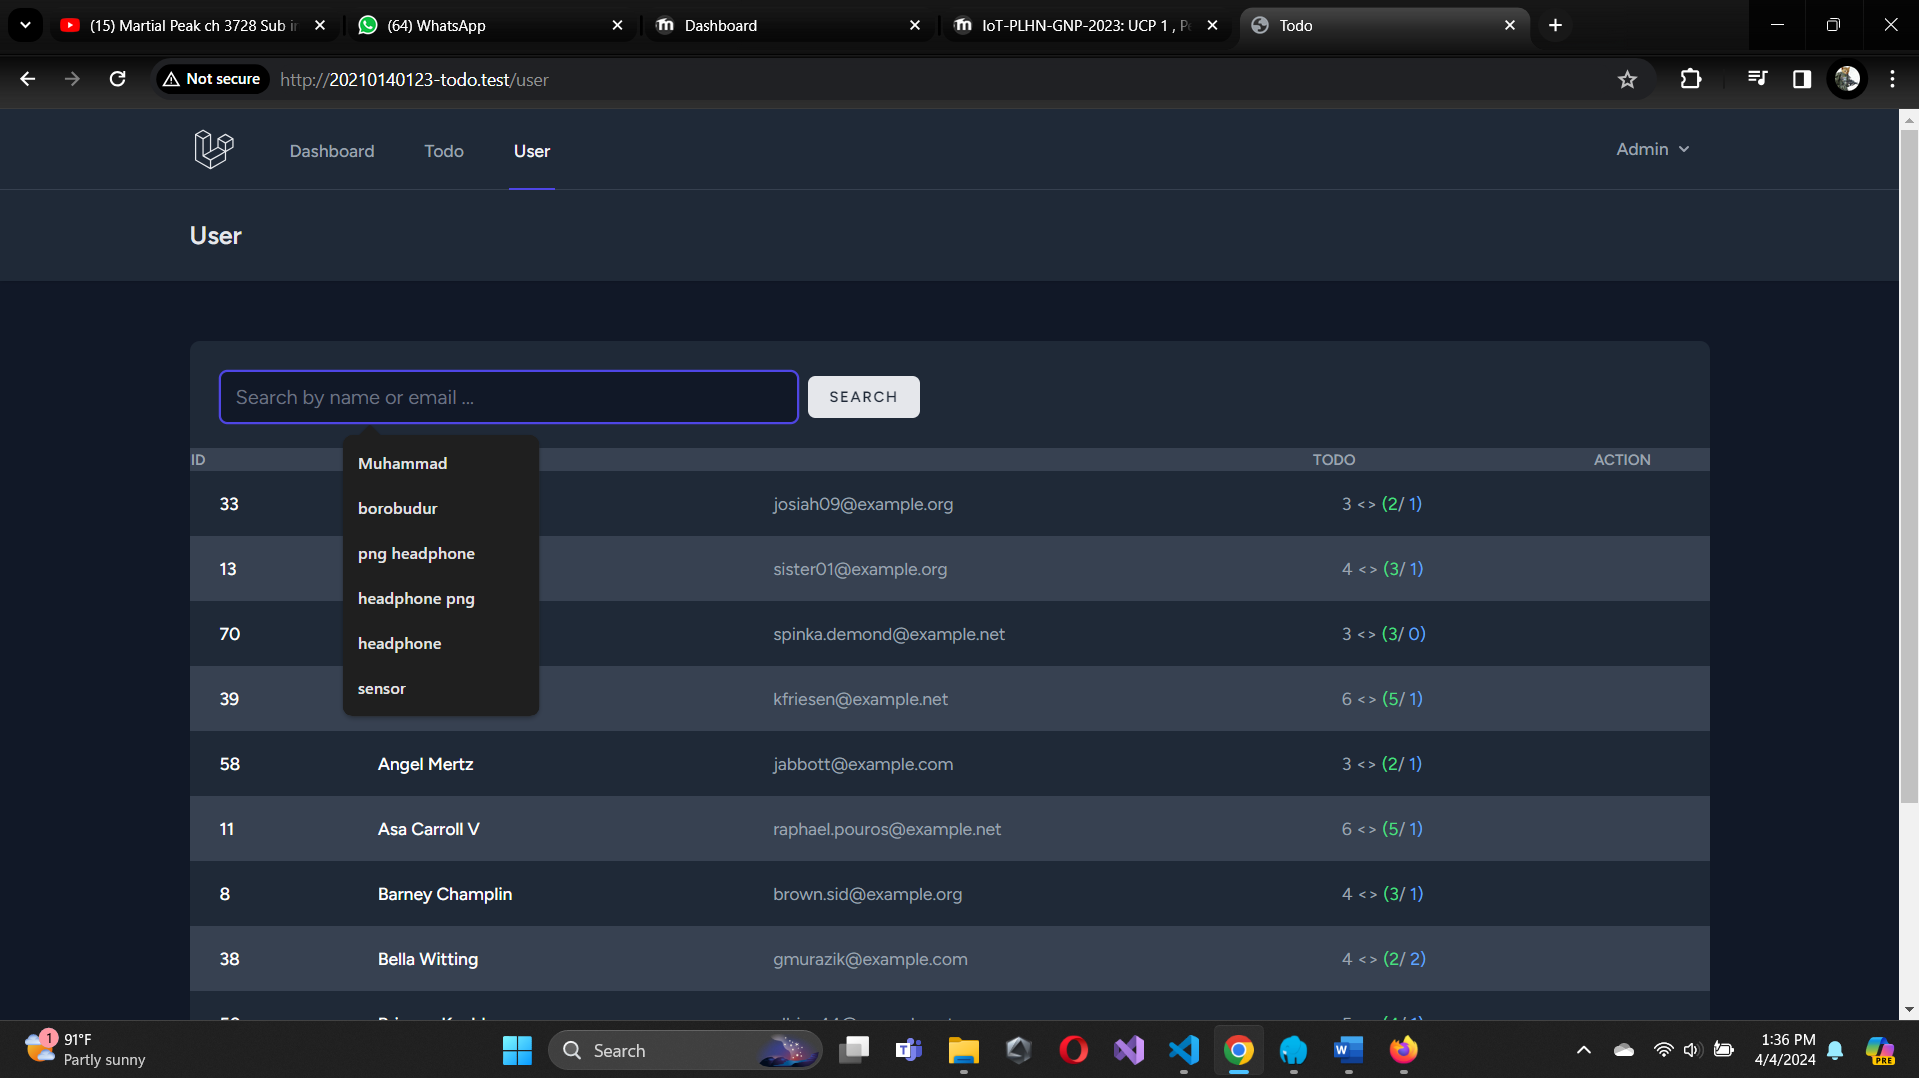 (15) Martial Peak ch 3728 Sub in
(64) WhatsApp
Dashboard
IoT-PLHN-GNP-2023: UCP 1 , Pe
Todo
Not secure
http://20210140123-todo.test/user
Dashboard
Todo
User
Admin
User
Search by name or email ...
SEARCH
ID TODO ACTION
Muhammad
borobudur
png headphone
headphone png
headphone
sensor
33 josiah09@example.org 3 <> (2/ 1)
13 sister01@example.org 4 <> (3/ 1)
70 spinka.demond@example.net 3 <> (3/ 0)
39 kfriesen@example.net 6 <> (5/ 1)
58 Angel Mertz jabbott@example.com 3 <> (2/ 1)
11 Asa Carroll V raphael.pouros@example.net 6 <> (5/ 1)
8 Barney Champlin brown.sid@example.org 4 <> (3/ 1)
38 Bella Witting gmurazik@example.com 4 <> (2/ 2)
1
91°F
Partly sunny
Search
W
PRE
1:36 PM
4/4/2024